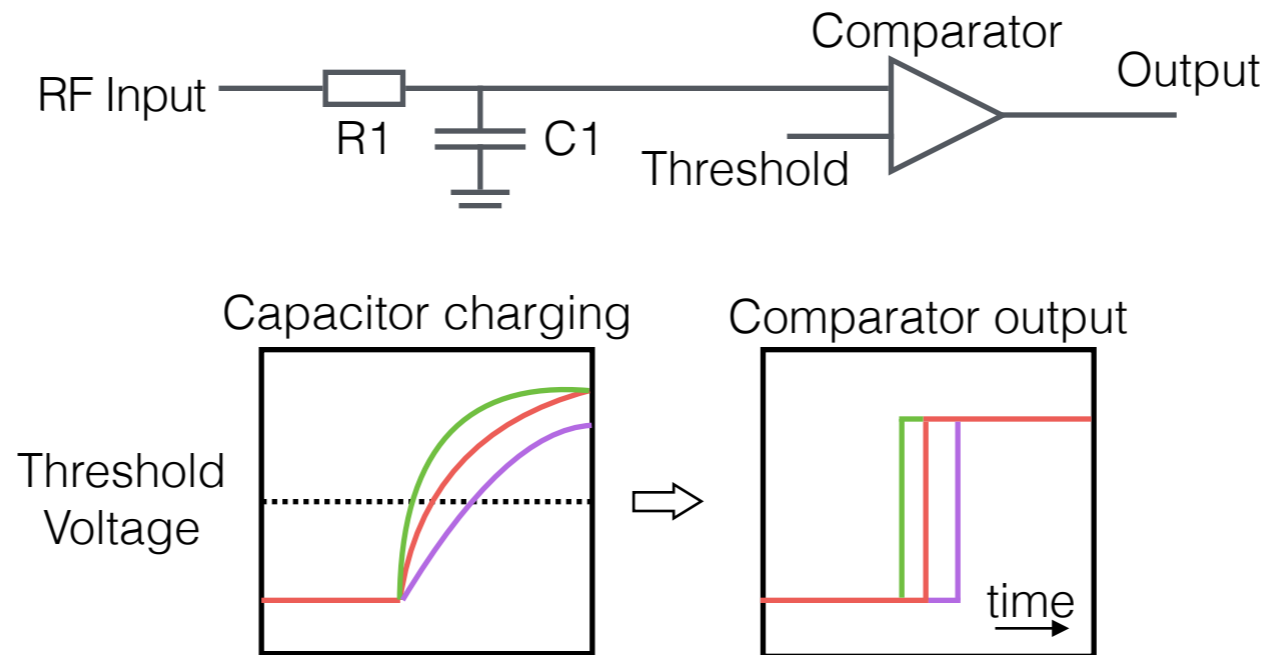 Comparator
RF Input
Output
R1
C1
Threshold
Capacitor charging
Comparator output
Threshold
Voltage
time